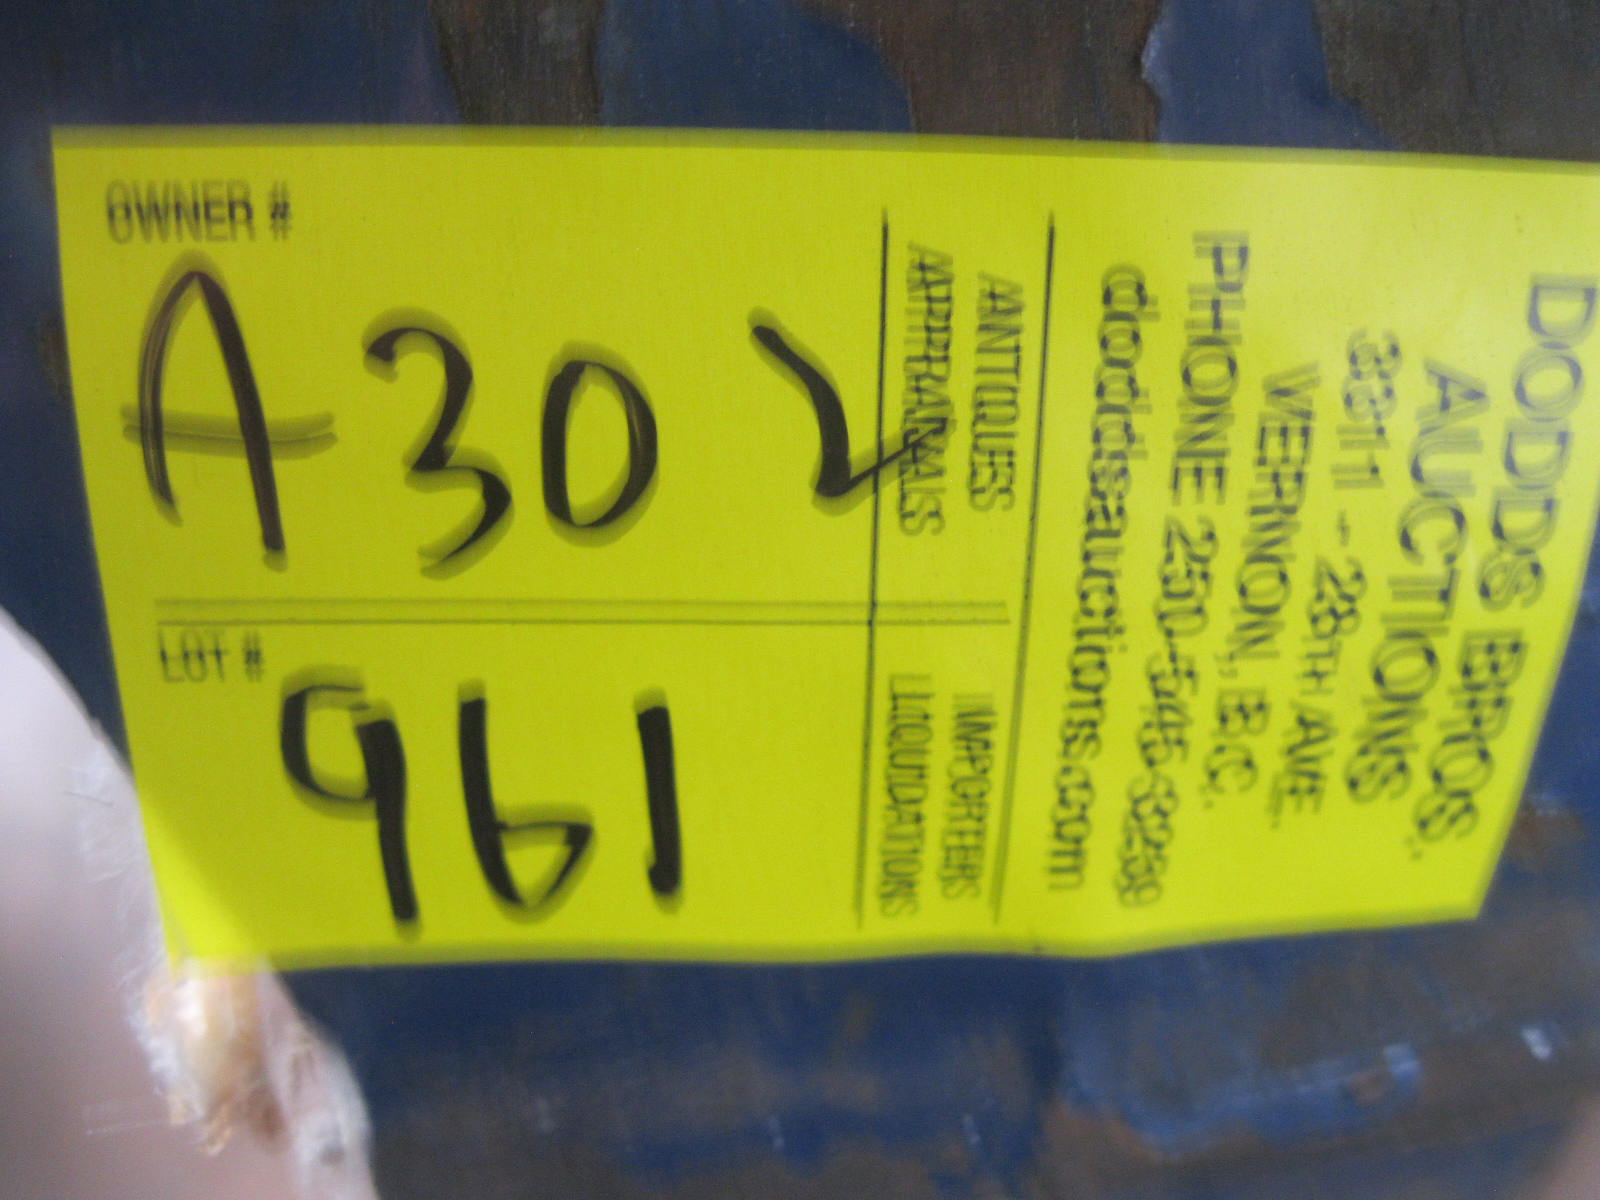 DODDS BROS.
AUCTIONS
3311 - 28TH AVE.
VERNON, B.C.
PHONE 250-545-3259
doddsauctions.com
ANTIQUES
APPRAISALS
IMPORTERS
LIQUIDATIONS
OWNER #
A302
LOT #
961